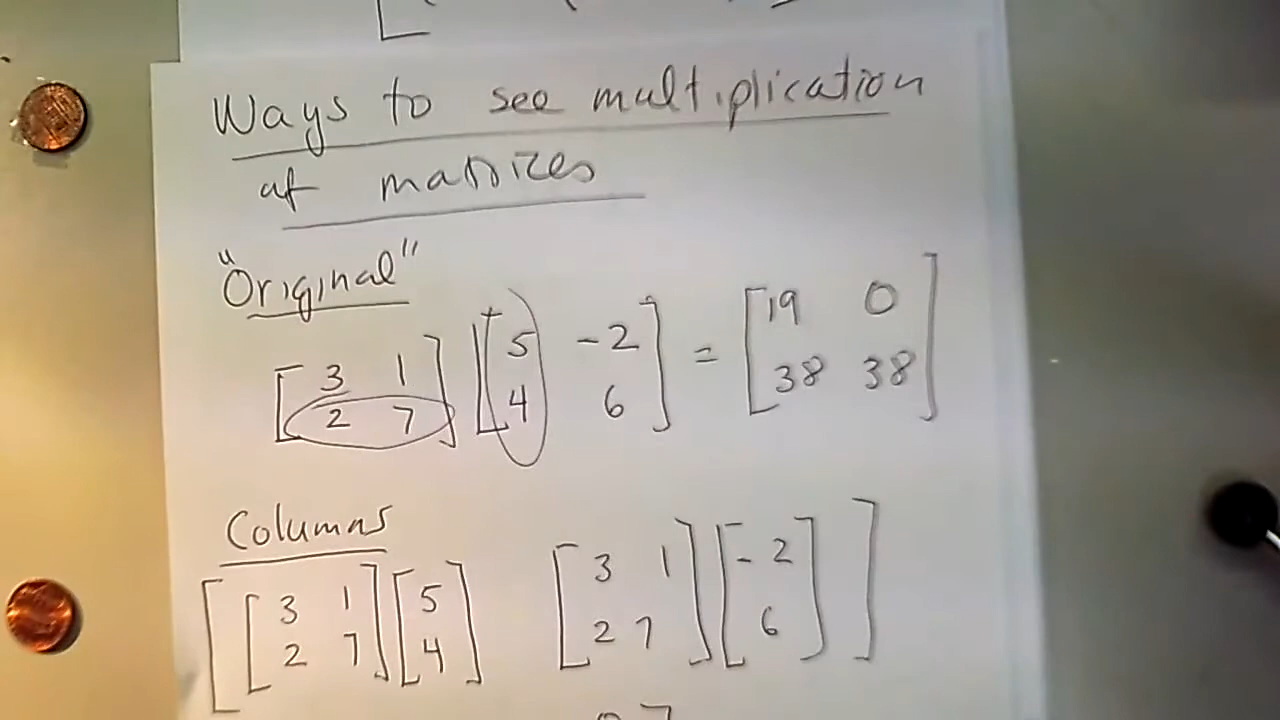 Ways to see multiplication
of matrices
"Original"
[3 1] [5 -2] = [19 0]
[2 7] [4 6] [38 38]
Columns
[ [3 1] [5] [3 1] [-2] ]
[ [2 7] [4] [2 7] [6] ]